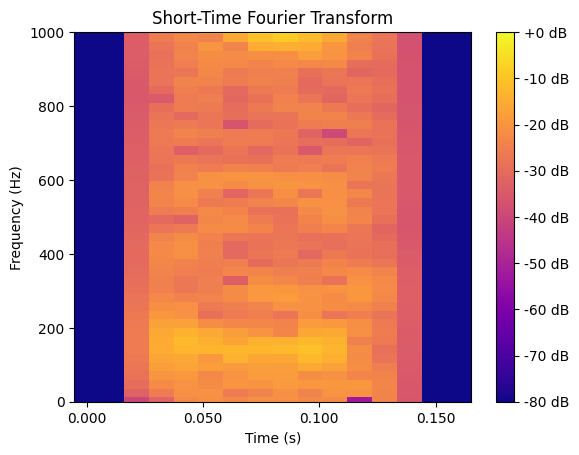 Short-Time Fourier Transform
1000
800
600
400
200
0
Frequency (Hz)
0.000
0.050
0.100
0.150
Time (s)
+0 dB
-10 dB
-20 dB
-30 dB
-40 dB
-50 dB
-60 dB
-70 dB
-80 dB